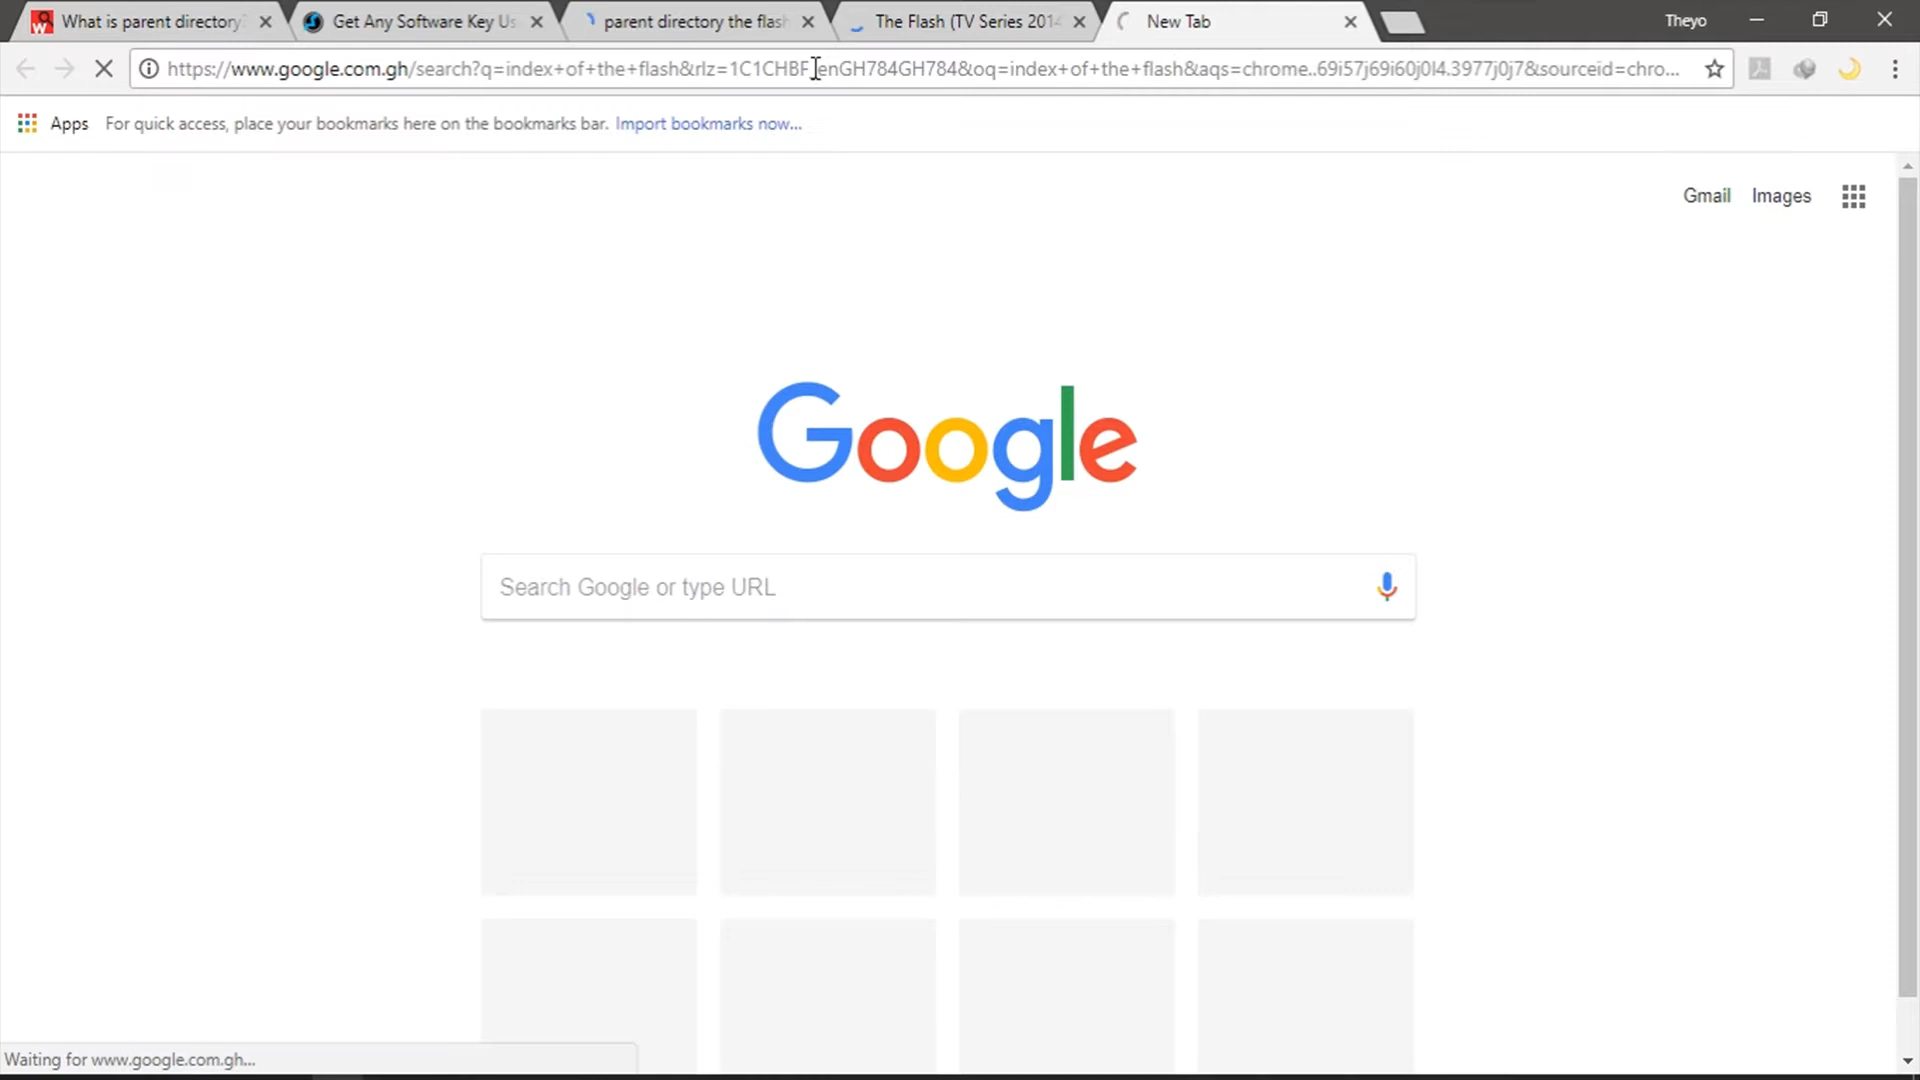 What is parent directory?
Get Any Software Key Us
parent directory the flash
The Flash (TV Series 2014
New Tab
Theyo
https://www.google.com.gh/search?q=index+of+the+flash&rlz=1C1CHBF_enGH784GH784&oq=index+of+the+flash&aqs=chrome..69i57j69i60j0l4.3977j0j7&sourceid=chro...
Apps
For quick access, place your bookmarks here on the bookmarks bar. Import bookmarks now...
Gmail
Images
Google
Search Google or type URL
Waiting for www.google.com.gh...